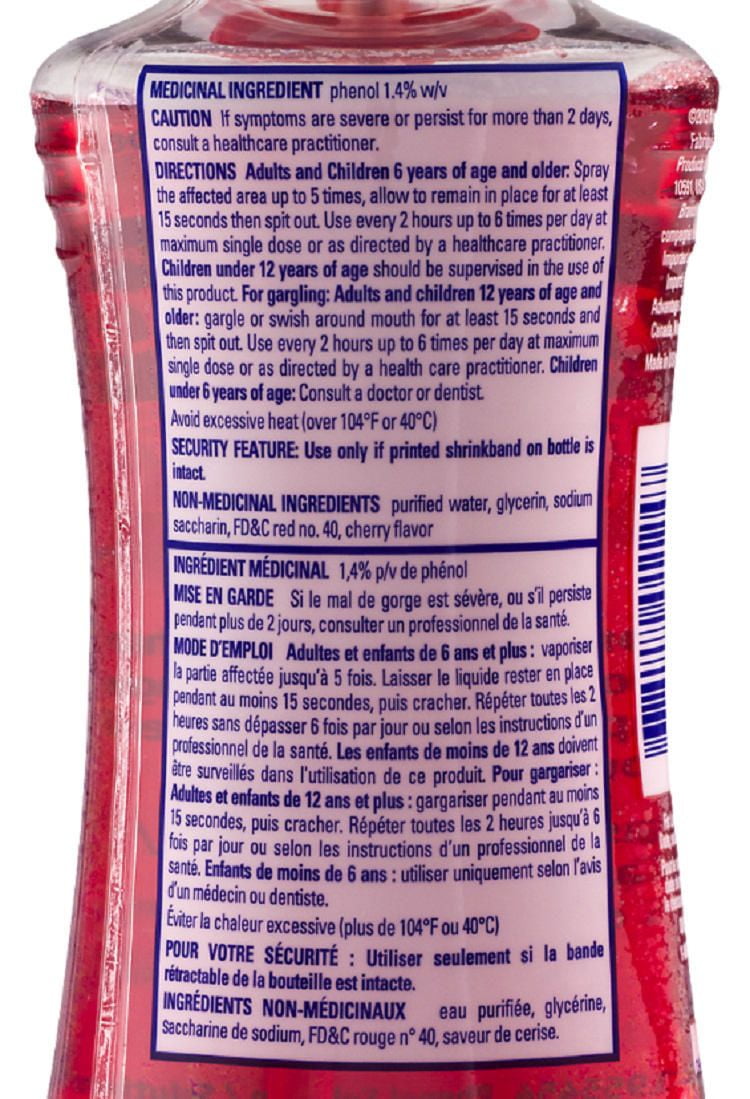 MEDICINAL INGREDIENT phenol 1.4% w/v
CAUTION If symptoms are severe or persist for more than 2 days,
consult a healthcare practitioner.
DIRECTIONS Adults and Children 6 years of age and older: Spray
the affected area up to 5 times, allow to remain in place for at least
15 seconds then spit out. Use every 2 hours up to 6 times per day at
maximum single dose or as directed by a healthcare practitioner.
Children under 12 years of age should be supervised in the use of
this product. For gargling: Adults and children 12 years of age and
older: gargle or swish around mouth for at least 15 seconds and
then spit out. Use every 2 hours up to 6 times per day at maximum
single dose or as directed by a health care practitioner. Children
under 6 years of age: Consult a doctor or dentist.
Avoid excessive heat (over 104°F or 40°C)
SECURITY FEATURE: Use only if printed shrinkband on bottle is
intact.
NON-MEDICINAL INGREDIENTS purified water, glycerin, sodium
saccharin, FD&C red no. 40, cherry flavor
INGRÉDIENT MÉDICINAL 1,4% p/v de phénol
MISE EN GARDE Si le mal de gorge est sévère, ou s'il persiste
pendant plus de 2 jours, consulter un professionnel de la santé.
MODE D'EMPLOI Adultes et enfants de 6 ans et plus : vaporiser
la partie affectée jusqu'à 5 fois. Laisser le liquide rester en place
pendant au moins 15 secondes, puis cracher. Répéter toutes les 2
heures sans dépasser 6 fois par jour ou selon les instructions d'un
professionnel de la santé. Les enfants de moins de 12 ans doivent
être surveillés dans l'utilisation de ce produit. Pour gargariser :
Adultes et enfants de 12 ans et plus : gargariser pendant au moins
15 secondes, puis cracher. Répéter toutes les 2 heures jusqu'à 6
fois par jour ou selon les instructions d'un professionnel de la
santé. Enfants de moins de 6 ans : utiliser uniquement selon l'avis
d'un médecin ou dentiste.
Éviter la chaleur excessive (plus de 104°F ou 40°C)
POUR VOTRE SÉCURITÉ : Utiliser seulement si la bande
rétractable de la bouteille est intacte.
INGRÉDIENTS NON-MÉDICINAUX eau purifiée, glycérine,
saccharine de sodium, FD&C rouge n° 40, saveur de cerise.
10591, US
Made in